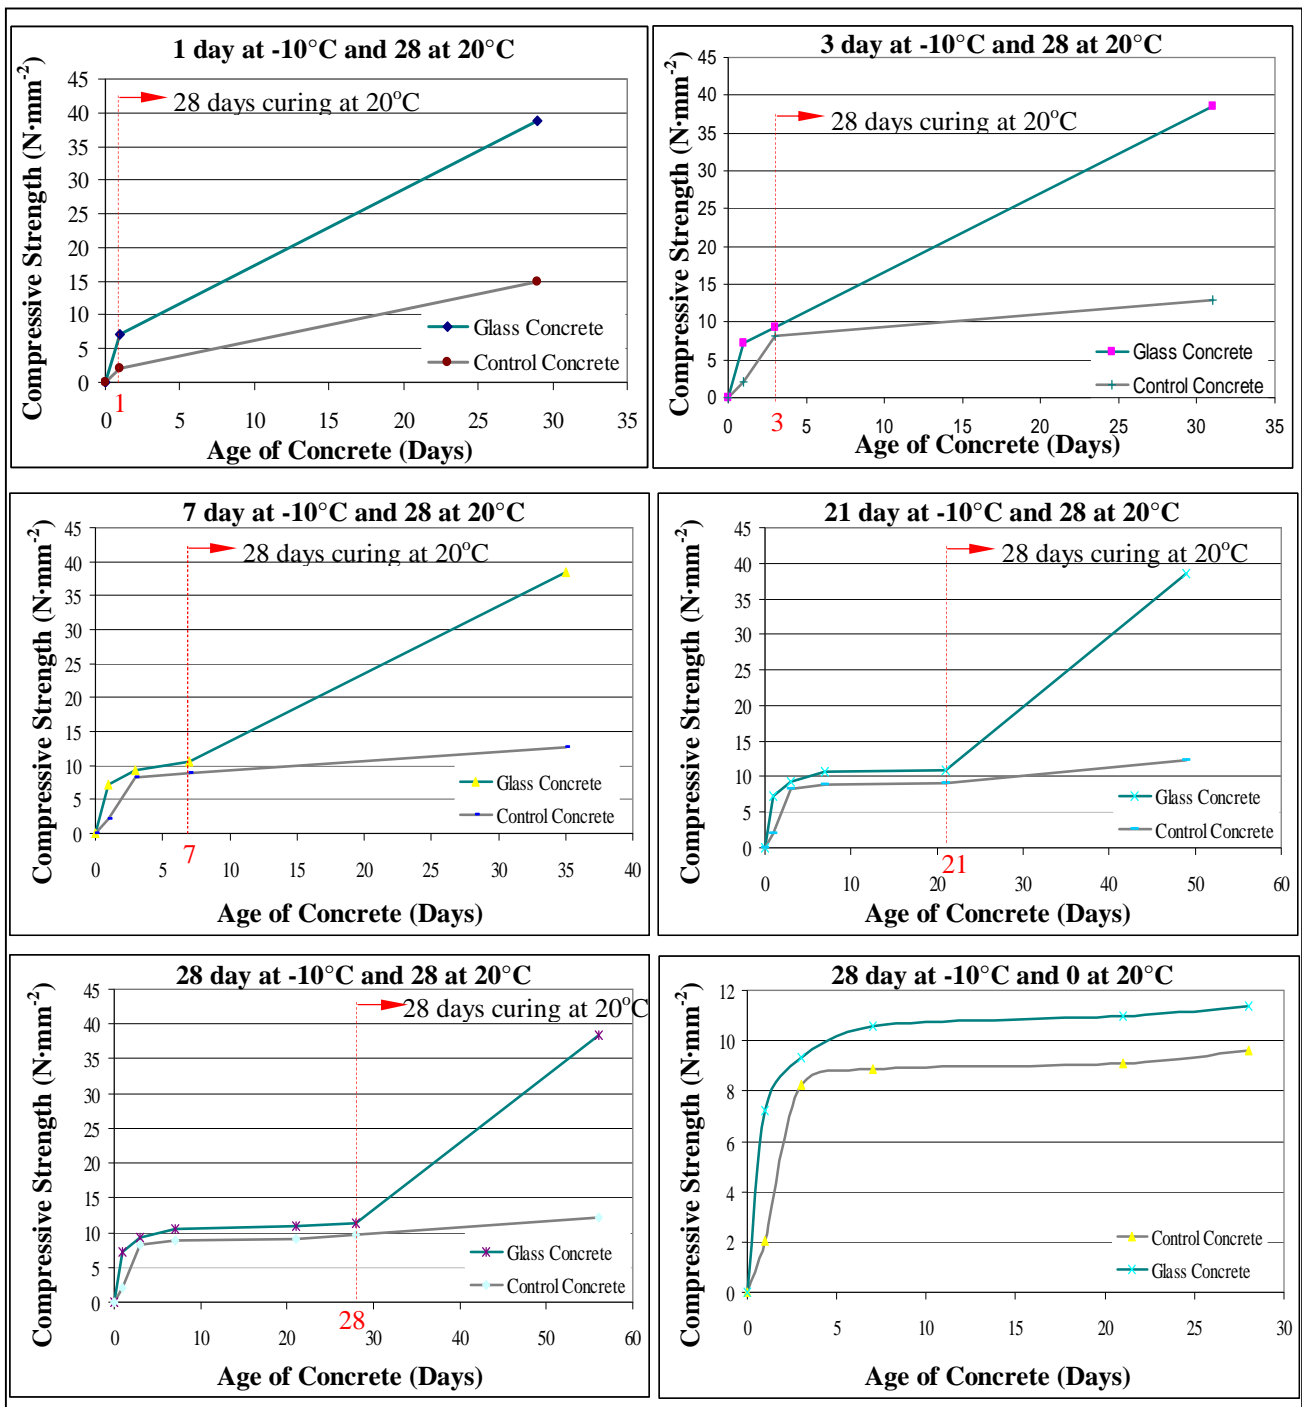 1 day at -10°C and 28 at 20°C
Compressive Strength (N·mm⁻²)
45
40
35
30
25
20
15
10
5
0
28 days curing at 20°C
Glass Concrete
Control Concrete
1
0 5 10 15 20 25 30 35
Age of Concrete (Days)
3 day at -10°C and 28 at 20°C
Compressive Strength (N·mm⁻²)
45
40
35
30
25
20
15
10
5
0
28 days curing at 20°C
Glass Concrete
Control Concrete
3
0 5 10 15 20 25 30 35
Age of Concrete (Days)
7 day at -10°C and 28 at 20°C
Compressive Strength (N·mm⁻²)
45
40
35
30
25
20
15
10
5
0
28 days curing at 20°C
Glass Concrete
Control Concrete
7
0 5 10 15 20 25 30 35 40
Age of Concrete (Days)
21 day at -10°C and 28 at 20°C
Compressive Strength (N·mm⁻²)
45
40
35
30
25
20
15
10
5
0
28 days curing at 20°C
Glass Concrete
Control Concrete
21
0 10 20 30 40 50 60
Age of Concrete (Days)
28 day at -10°C and 28 at 20°C
Compressive Strength (N·mm⁻²)
45
40
35
30
25
20
15
10
5
0
28 days curing at 20°C
Glass Concrete
Control Concrete
28
0 10 20 30 40 50 60
Age of Concrete (Days)
28 day at -10°C and 0 at 20°C
Compressive Strength (N·mm⁻²)
12
10
8
6
4
2
0
Control Concrete
Glass Concrete
0 5 10 15 20 25 30
Age of Concrete (Days)